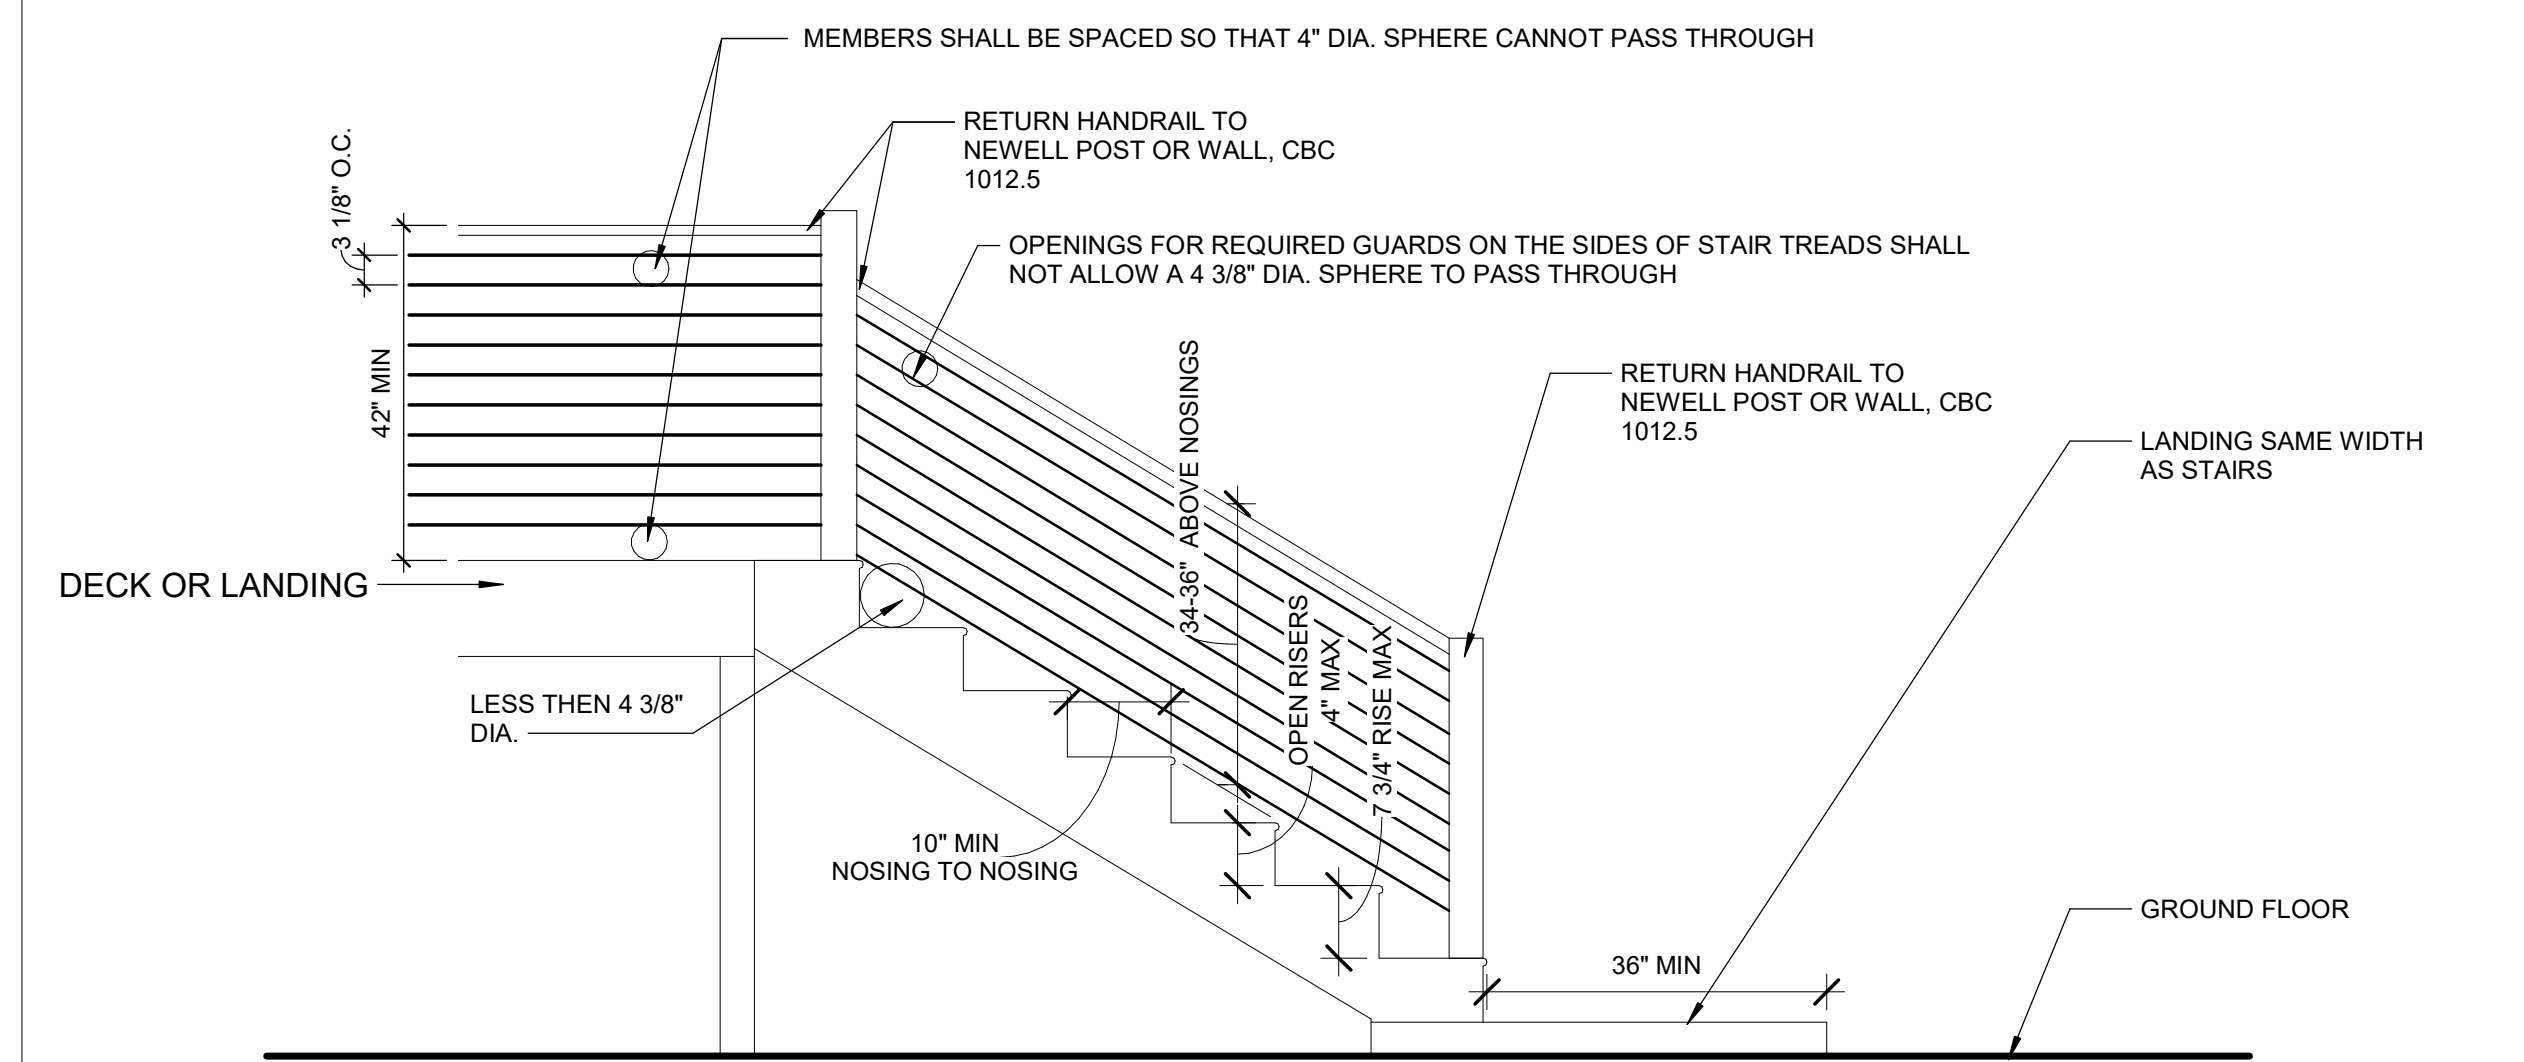 MEMBERS SHALL BE SPACED SO THAT 4" DIA. SPHERE CANNOT PASS THROUGH
RETURN HANDRAIL TO
NEWELL POST OR WALL, CBC
1012.5
3 1/8" O.C.
OPENINGS FOR REQUIRED GUARDS ON THE SIDES OF STAIR TREADS SHALL
NOT ALLOW A 4 3/8" DIA. SPHERE TO PASS THROUGH
42" MIN
34-36" ABOVE NOSINGS
RETURN HANDRAIL TO
NEWELL POST OR WALL, CBC
1012.5
LANDING SAME WIDTH
AS STAIRS
DECK OR LANDING
OPEN RISERS
4" MAX
7 3/4" RISE MAX
LESS THEN 4 3/8"
DIA.
10" MIN
NOSING TO NOSING
GROUND FLOOR
36" MIN